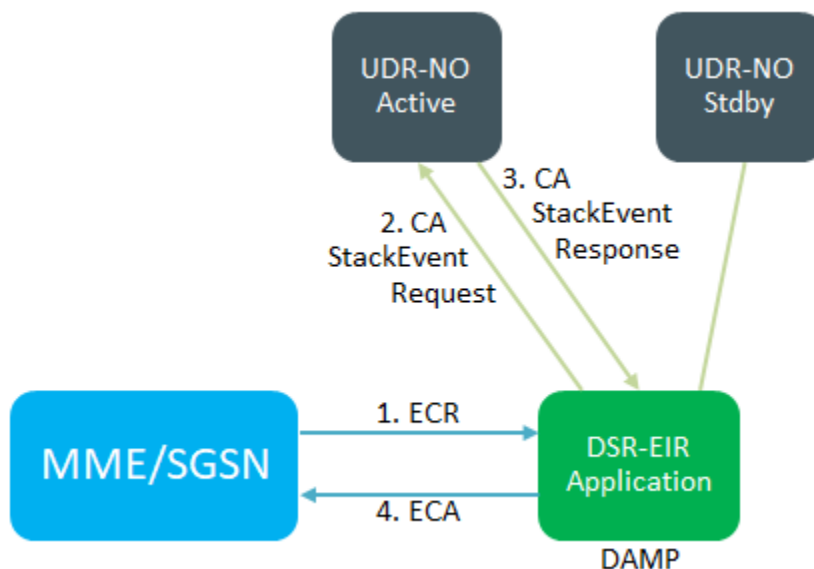 UDR-NO
Active
UDR-NO
Stdby
3. CA
StackEvent
Response
2. CA
StackEvent
Request
1. ECR
MME/SGSN
DSR-EIR
Application
4. ECA
DAMP